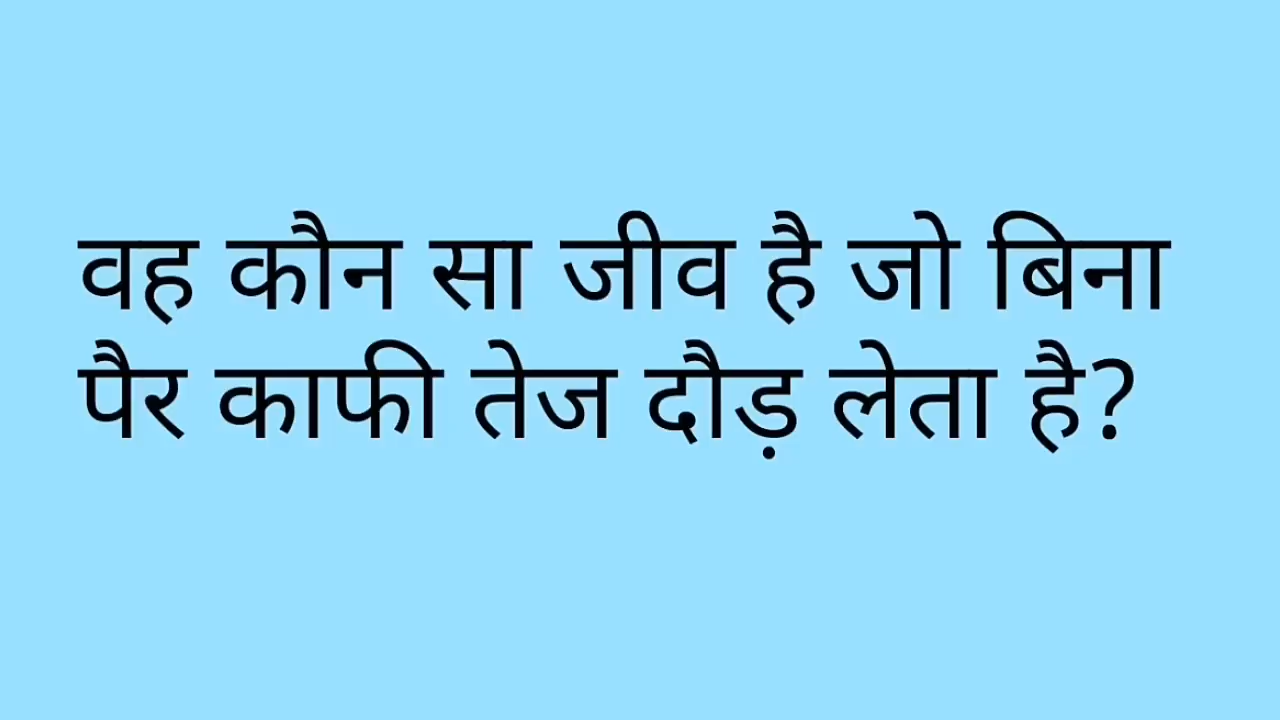 वह कौन सा जीव है जो बिना
पैर काफी तेज दौड़ लेता है?